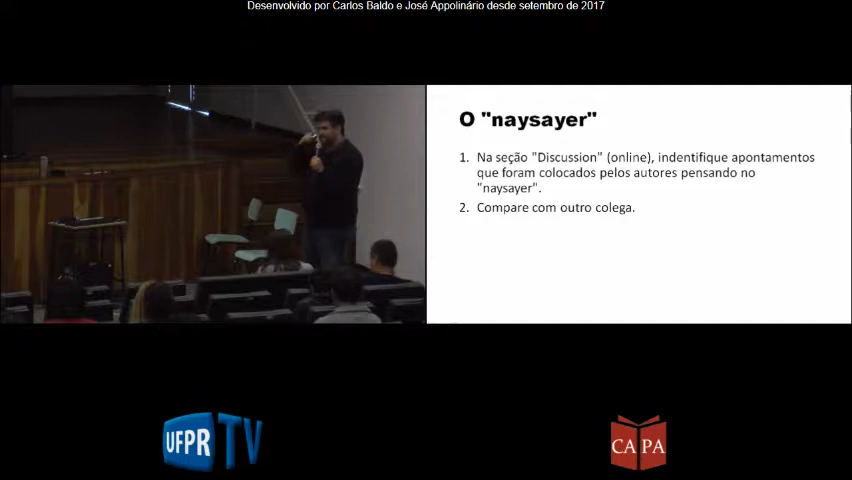 Desenvolvido por Carlos Baldo e José Appolinário desde setembro de 2017
O "naysayer"
1. Na seção "Discussion" (online), indentifique apontamentos
que foram colocados pelos autores pensando no
"naysayer".
2. Compare com outro colega.
UFPR TV
CAPA